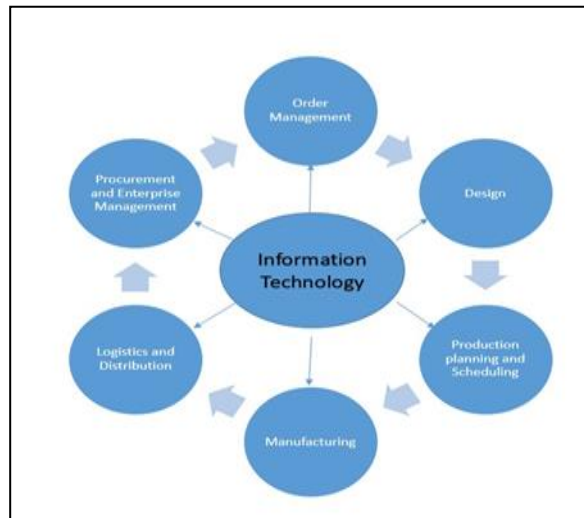 Order
Management
Procurement
and Enterprise
Management
Design
Information
Technology
Logistics and
Distribution
Production
planning and
Scheduling
Manufacturing